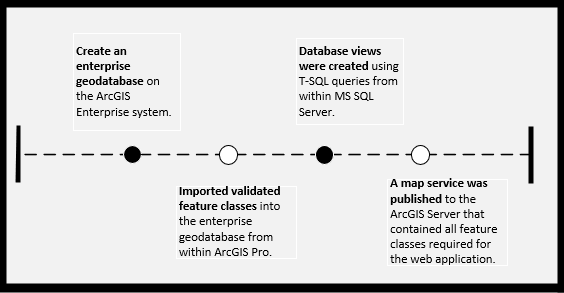 Create an
enterprise
geodatabase on
the ArcGIS
Enterprise system.
Imported validated
feature classes into
the enterprise
geodatabase from
within ArcGIS Pro.
Database views
were created using
T-SQL queries from
within MS SQL
Server.
A map service was
published to the
ArcGIS Server that
contained all feature
classes required for
the web application.